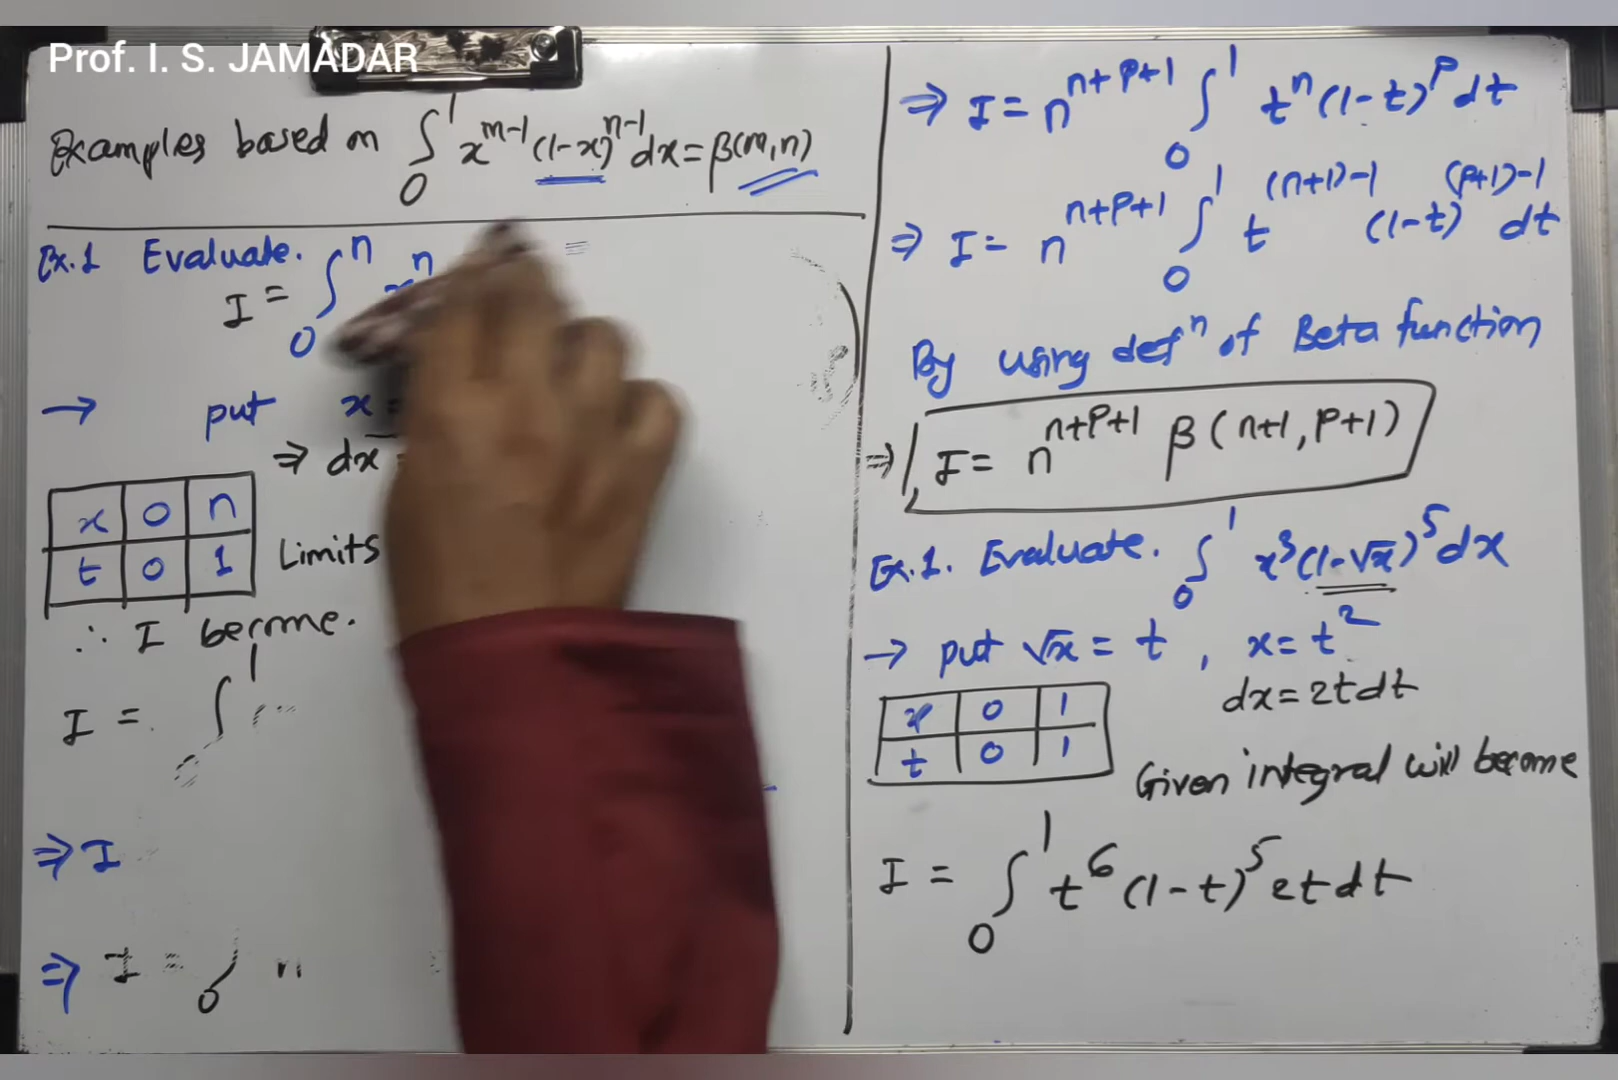 Prof. I. S. JAMADAR
Examples based on ∫₀¹ x^{m-1} (1-x)^{n-1} dx = β(m,n)
Ex.1 Evaluate.
I = ∫₀ⁿ xⁿ
→ put x =
⇒ dx =
x 0 n
t 0 1
Limits
∴ I become.
I = ∫ 1
⇒ I
⇒ I = 0 n
⇒ I = n^{n+p+1} ∫₀¹ tⁿ (1-t)^p dt
⇒ I = n^{n+p+1} ∫₀¹ t^{(n+1)-1} (1-t)^{(p+1)-1} dt
By using defⁿ of Beta function
⇒ I = n^{n+p+1} β(n+1, p+1)
Ex.1. Evaluate. ∫₀¹ x³(1-√x)⁵ dx
→ put √x = t , x = t²
dx = 2t dt
x 0 1
t 0 1
Given integral will become
I = ∫₀¹ t⁶ (1-t)⁵ 2t dt